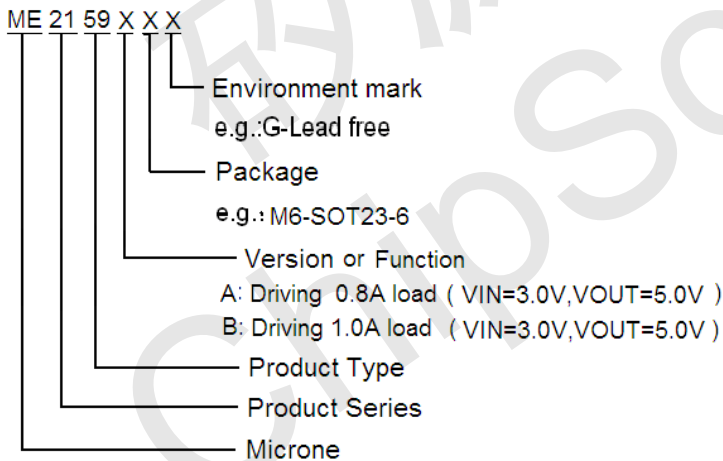 ME 21 59 X X X
Environment mark
e.g.:G-Lead free
Package
e.g.: M6-SOT23-6
Version or Function
A: Driving 0.8A load ( VIN=3.0V,VOUT=5.0V )
B: Driving 1.0A load ( VIN=3.0V,VOUT=5.0V )
Product Type
Product Series
Microne